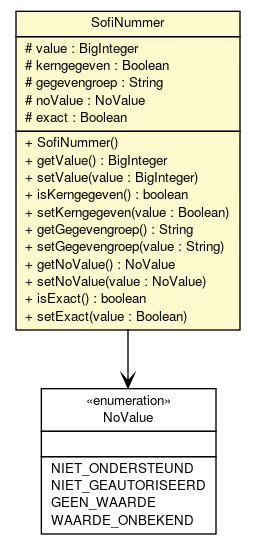 SofiNummer
# value : BigInteger
# kerngegeven : Boolean
# gegevengroep : String
# noValue : NoValue
# exact : Boolean
+ SofiNummer()
+ getValue() : BigInteger
+ setValue(value : BigInteger)
+ isKerngegeven() : boolean
+ setKerngegeven(value : Boolean)
+ getGegevengroep() : String
+ setGegevengroep(value : String)
+ getNoValue() : NoValue
+ setNoValue(value : NoValue)
+ isExact() : boolean
+ setExact(value : Boolean)
«enumeration»
NoValue
NIET_ONDERSTEUND
NIET_GEAUTORISEERD
GEEN_WAARDE
WAARDE_ONBEKEND